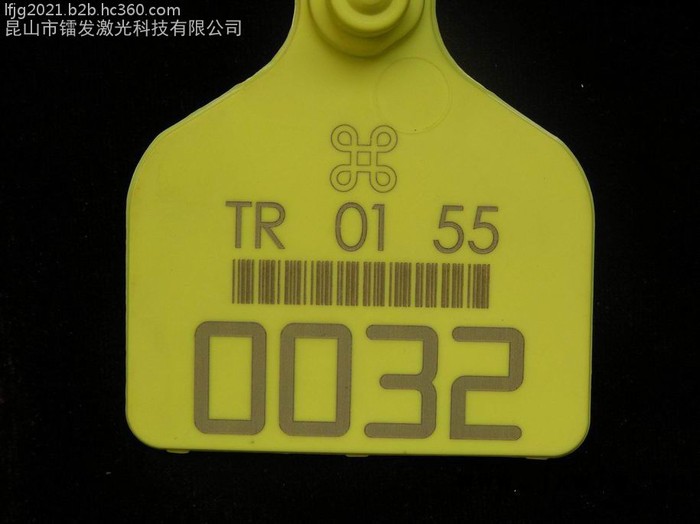 lfjg2021.b2b.hc360.com
昆山市镭发激光科技有限公司
TR 01 55
0032